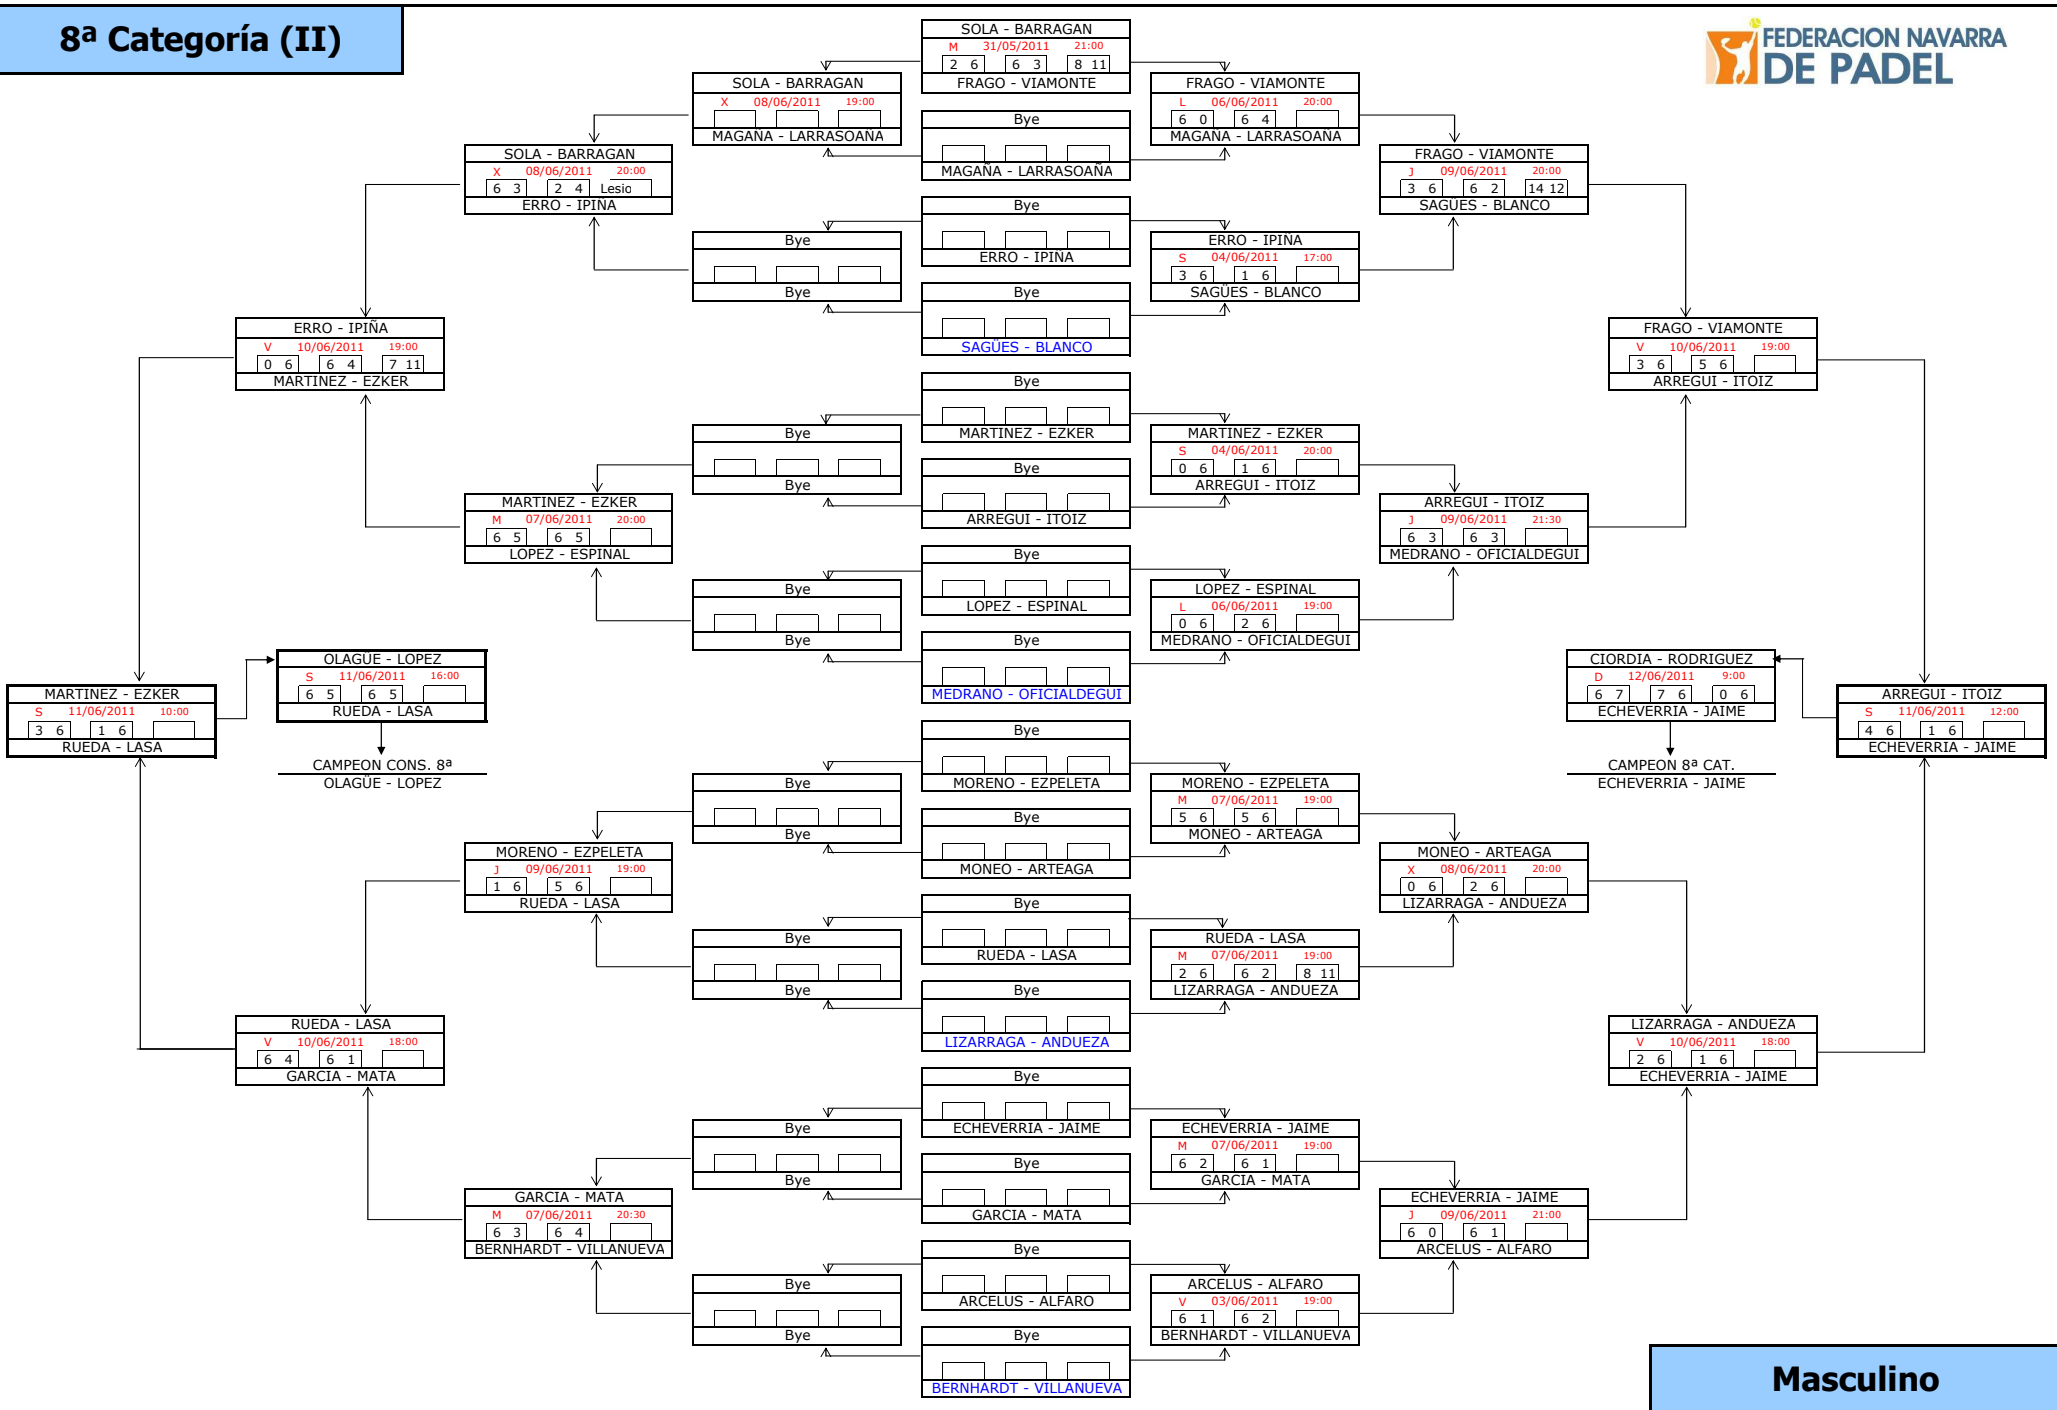 8ª Categoría (II)
FEDERACION NAVARRA
DE PADEL
SOLA - BARRAGAN
M 31/05/2011 21:00
2 6 6 3 8 11
FRAGO - VIAMONTE
Bye
MAGAÑA - LARRASOAÑA
Bye
ERRO - IPIÑA
Bye
SAGÜES - BLANCO
Bye
MARTINEZ - EZKER
Bye
ARREGUI - ITOIZ
Bye
LOPEZ - ESPINAL
Bye
MEDRANO - OFICIALDEGUI
Bye
MORENO - EZPELETA
Bye
MONEO - ARTEAGA
Bye
RUEDA - LASA
Bye
LIZARRAGA - ANDUEZA
Bye
ECHEVERRIA - JAIME
Bye
GARCIA - MATA
Bye
ARCELUS - ALFARO
Bye
BERNHARDT - VILLANUEVA
SOLA - BARRAGAN
X 08/06/2011 19:00
MAGAÑA - LARRASOAÑA
Bye
Bye
Bye
Bye
Bye
Bye
Bye
Bye
Bye
Bye
Bye
Bye
Bye
Bye
SOLA - BARRAGAN
X 08/06/2011 20:00
6 3 2 4 Lesio
ERRO - IPIÑA
MARTINEZ - EZKER
M 07/06/2011 20:00
6 5 6 5
LOPEZ - ESPINAL
MORENO - EZPELETA
J 09/06/2011 19:00
1 6 5 6
RUEDA - LASA
GARCIA - MATA
M 07/06/2011 20:30
6 3 6 4
BERNHARDT - VILLANUEVA
ERRO - IPIÑA
V 10/06/2011 19:00
0 6 6 4 7 11
MARTINEZ - EZKER
RUEDA - LASA
V 10/06/2011 18:00
6 4 6 1
GARCIA - MATA
MARTINEZ - EZKER
S 11/06/2011 10:00
3 6 1 6
RUEDA - LASA
OLAGÜE - LOPEZ
S 11/06/2011 16:00
6 5 6 5
RUEDA - LASA
CAMPEON CONS. 8ª
OLAGÜE - LOPEZ
FRAGO - VIAMONTE
L 06/06/2011 20:00
6 0 6 4
MAGAÑA - LARRASOAÑA
ERRO - IPIÑA
S 04/06/2011 17:00
3 6 1 6
SAGÜES - BLANCO
MARTINEZ - EZKER
S 04/06/2011 20:00
0 6 1 6
ARREGUI - ITOIZ
LOPEZ - ESPINAL
L 06/06/2011 19:00
0 6 2 6
MEDRANO - OFICIALDEGUI
MORENO - EZPELETA
M 07/06/2011 19:00
5 6 5 6
MONEO - ARTEAGA
RUEDA - LASA
M 07/06/2011 19:00
2 6 6 2 8 11
LIZARRAGA - ANDUEZA
ECHEVERRIA - JAIME
M 07/06/2011 19:00
6 2 6 1
GARCIA - MATA
ARCELUS - ALFARO
V 03/06/2011 19:00
6 1 6 2
BERNHARDT - VILLANUEVA
FRAGO - VIAMONTE
J 09/06/2011 20:00
3 6 6 2 14 12
SAGÜES - BLANCO
ARREGUI - ITOIZ
J 09/06/2011 21:30
6 3 6 3
MEDRANO - OFICIALDEGUI
MONEO - ARTEAGA
X 08/06/2011 20:00
0 6 2 6
LIZARRAGA - ANDUEZA
ECHEVERRIA - JAIME
J 09/06/2011 21:00
6 0 6 1
ARCELUS - ALFARO
FRAGO - VIAMONTE
V 10/06/2011 19:00
3 6 5 6
ARREGUI - ITOIZ
LIZARRAGA - ANDUEZA
V 10/06/2011 18:00
2 6 1 6
ECHEVERRIA - JAIME
CIORDIA - RODRIGUEZ
D 12/06/2011 9:00
6 7 7 6 0 6
ECHEVERRIA - JAIME
CAMPEON 8ª CAT.
ECHEVERRIA - JAIME
ARREGUI - ITOIZ
S 11/06/2011 12:00
4 6 1 6
ECHEVERRIA - JAIME
Masculino